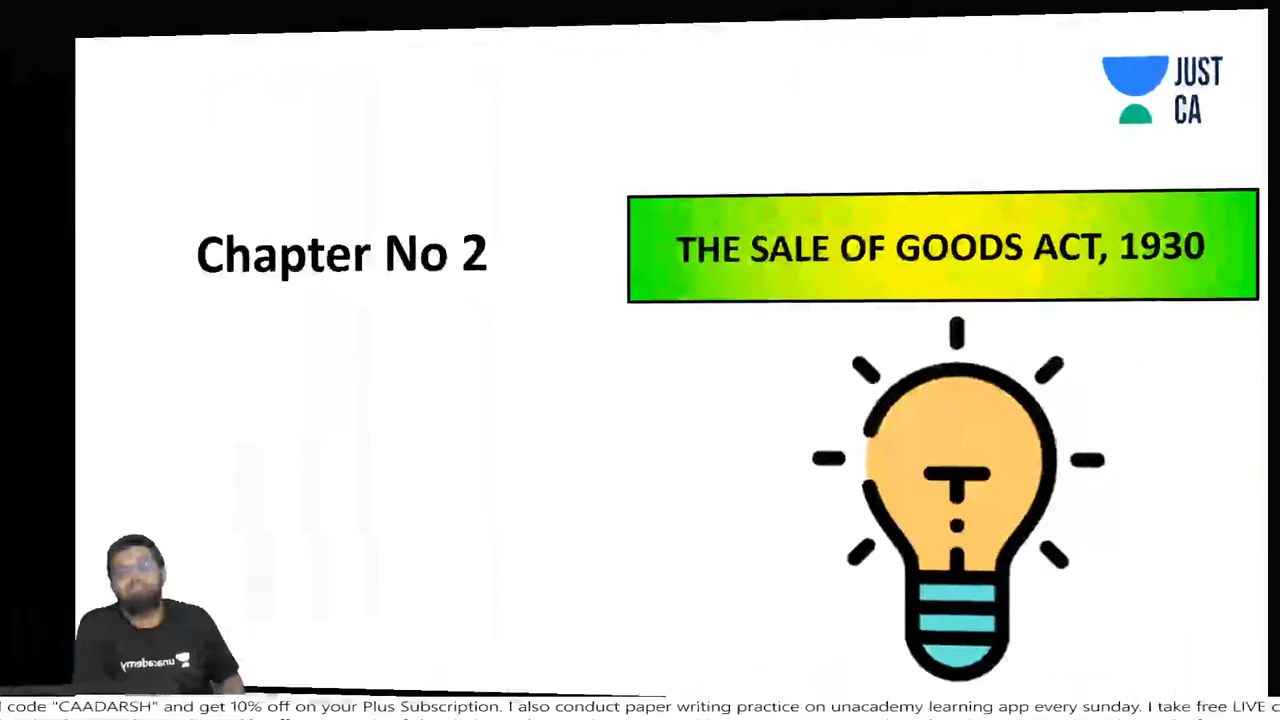 JUST
CA
Chapter No 2
THE SALE OF GOODS ACT, 1930
unacademy
code "CAADARSH" and get 10% off on your Plus Subscription. I also conduct paper writing practice on unacademy learning app every sunday. I take free LIVE c